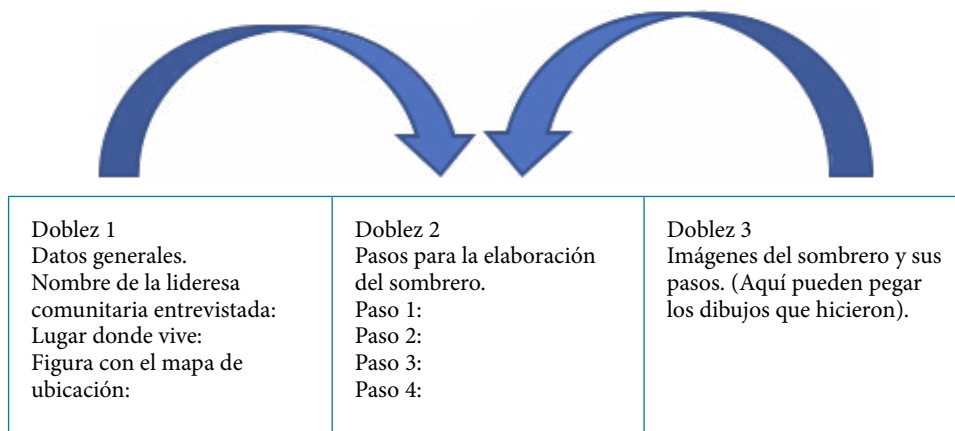 Doblez 1
Datos generales.
Nombre de la lideresa
comunitaria entrevistada:
Lugar donde vive:
Figura con el mapa de
ubicación:
Doblez 2
Pasos para la elaboración
del sombrero.
Paso 1:
Paso 2:
Paso 3:
Paso 4:
Doblez 3
Imágenes del sombrero y sus
pasos. (Aquí pueden pegar
los dibujos que hicieron).